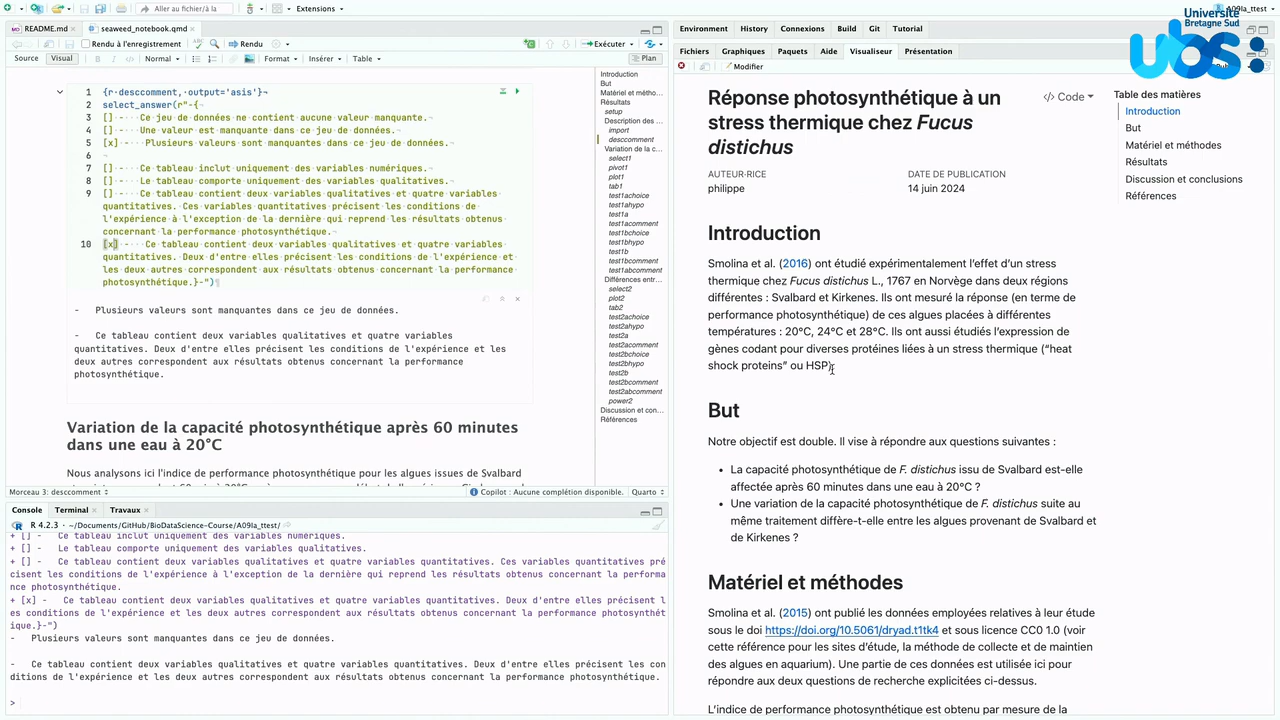 Aller au fichier/à la
Extensions
A09Ia_ttest
Université
Bretagne Sud
ubs
README.md
seaweed_notebook.qmd
Rendu à l'enregistrement
Rendu
Exécuter
Source
Visual
B
I
Normal
Format
Insérer
Table
Plan
1 {r desccomment, output='asis'}
2 select_answer(r"-{
3 [] - Ce jeu de données ne contient aucune valeur manquante.
4 [] - Une valeur est manquante dans ce jeu de données.
5 [x] - Plusieurs valeurs sont manquantes dans ce jeu de données.
6
7 [] - Ce tableau inclut uniquement des variables numériques.
8 [] - Le tableau comporte uniquement des variables qualitatives.
9 [] - Ce tableau contient deux variables qualitatives et quatre variables
quantitatives. Ces variables quantitatives précisent les conditions de
l'expérience à l'exception de la dernière qui reprend les résultats obtenus
concernant la performance photosynthétique.
10 [x] - Ce tableau contient deux variables qualitatives et quatre variables
quantitatives. Deux d'entre elles précisent les conditions de l'expérience et
les deux autres correspondent aux résultats obtenus concernant la performance
photosynthétique.}-")
- Plusieurs valeurs sont manquantes dans ce jeu de données.
- Ce tableau contient deux variables qualitatives et quatre variables
quantitatives. Deux d'entre elles précisent les conditions de l'expérience et les
deux autres correspondent aux résultats obtenus concernant la performance
photosynthétique.
Variation de la capacité photosynthétique après 60 minutes
dans une eau à 20°C
Nous analysons ici l'indice de performance photosynthétique pour les algues issues de Svalbard
Introduction
But
Matériel et métho...
Résultats
setup
Description des ...
import
desccomment
Variation de la c...
select1
pivot1
plot1
tab1
test1achoice
test1ahypo
test1a
test1acomment
test1bchoice
test1bhypo
test1b
test1bcomment
test1abcomment
Différences entr...
select2
plot2
tab2
test2achoice
test2ahypo
test2a
test2acomment
test2bchoice
test2bhypo
test2b
test2bcomment
test2abcomment
power2
Discussion et con...
Références
Morceau 3: desccomment
Copilot : Aucune complétion disponible.
Quarto
Console
Terminal
Travaux
R 4.2.3 · ~/Documents/GitHub/BioDataScience-Course/A09Ia_ttest/
+ [] - Ce tableau inclut uniquement des variables numériques.
+ [] - Le tableau comporte uniquement des variables qualitatives.
+ [] - Ce tableau contient deux variables qualitatives et quatre variables quantitatives. Ces variables quantitatives pré
cisent les conditions de l'expérience à l'exception de la dernière qui reprend les résultats obtenus concernant la performa
nce photosynthétique.
+ [x] - Ce tableau contient deux variables qualitatives et quatre variables quantitatives. Deux d'entre elles précisent l
es conditions de l'expérience et les deux autres correspondent aux résultats obtenus concernant la performance photosynthét
ique.}-")
- Plusieurs valeurs sont manquantes dans ce jeu de données.
- Ce tableau contient deux variables qualitatives et quatre variables quantitatives. Deux d'entre elles précisent les con
ditions de l'expérience et les deux autres correspondent aux résultats obtenus concernant la performance photosynthétique.
>
Environment
History
Connexions
Build
Git
Tutorial
Fichiers
Graphiques
Paquets
Aide
Visualiseur
Présentation
Modifier
Réponse photosynthétique à un
stress thermique chez Fucus
distichus
</> Code
AUTEUR·RICE
DATE DE PUBLICATION
philippe
14 juin 2024
Table des matières
Introduction
But
Matériel et méthodes
Résultats
Discussion et conclusions
Références
Introduction
Smolina et al. (2016) ont étudié expérimentalement l'effet d'un stress
thermique chez Fucus distichus L., 1767 en Norvège dans deux régions
différentes : Svalbard et Kirkenes. Ils ont mesuré la réponse (en terme de
performance photosynthétique) de ces algues placées à différentes
températures : 20°C, 24°C et 28°C. Ils ont aussi étudiés l'expression de
gènes codant pour diverses protéines liées à un stress thermique (“heat
shock proteins” ou HSP).
But
Notre objectif est double. Il vise à répondre aux questions suivantes :
• La capacité photosynthétique de F. distichus issu de Svalbard est-elle
affectée après 60 minutes dans une eau à 20°C ?
• Une variation de la capacité photosynthétique de F. distichus suite au
même traitement diffère-t-elle entre les algues provenant de Svalbard et
de Kirkenes ?
Matériel et méthodes
Smolina et al. (2015) ont publié les données employées relatives à leur étude
sous le doi https://doi.org/10.5061/dryad.t1tk4 et sous licence CC0 1.0 (voir
cette référence pour les sites d'étude, la méthode de collecte et de maintien
des algues en aquarium). Une partie de ces données est utilisée ici pour
répondre aux deux questions de recherche explicitées ci-dessus.
L'indice de performance photosynthétique est obtenu par mesure de la